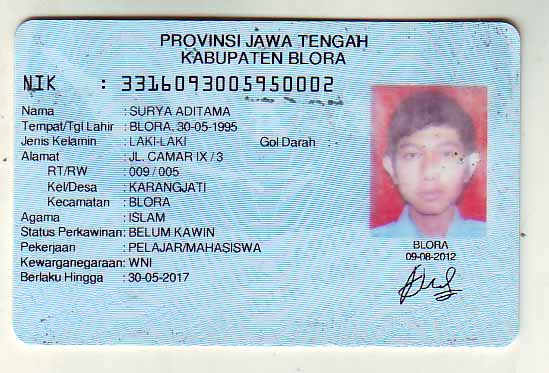 PROVINSI JAWA TENGAH
KABUPATEN BLORA
NIK : 3316093005950002
Nama : SURYA ADITAMA
Tempat/Tgl Lahir : BLORA, 30-05-1995
Jenis Kelamin : LAKI-LAKI Gol Darah : -
Alamat : JL. CAMAR IX / 3
RT/RW : 009 / 005
Kel/Desa : KARANGJATI
Kecamatan : BLORA
Agama : ISLAM
Status Perkawinan: BELUM KAWIN
Pekerjaan : PELAJAR/MAHASISWA
Kewarganegaraan: WNI
Berlaku Hingga : 30-05-2017
BLORA
09-08-2012